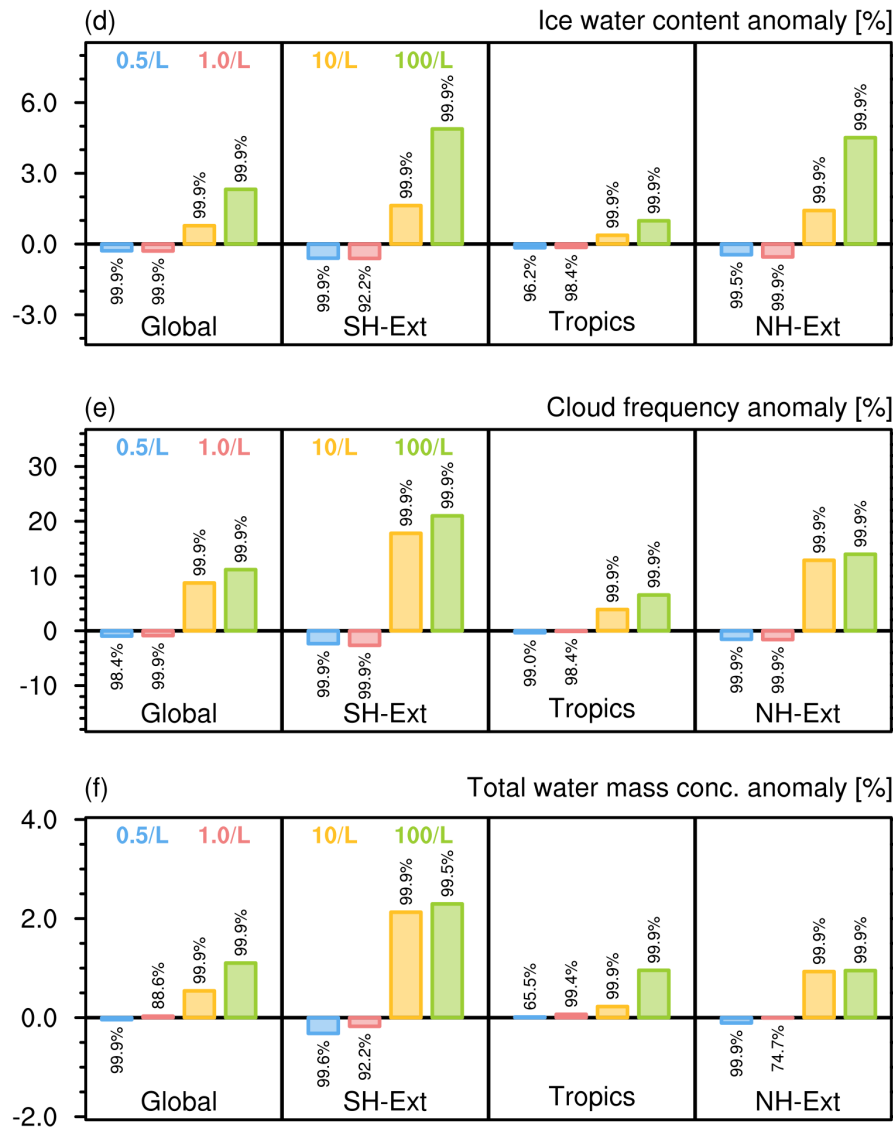 (d) Ice water content anomaly [%]
0.5/L 1.0/L 10/L 100/L
6.0
3.0
0.0
-3.0
99.9% 99.9% 99.9% 99.9%
99.9% 92.2% 99.9% 99.9%
96.2% 98.4% 99.9% 99.9%
99.5% 99.9% 99.9% 99.9%
Global SH-Ext Tropics NH-Ext
(e) Cloud frequency anomaly [%]
0.5/L 1.0/L 10/L 100/L
30
20
10
0
-10
98.4% 99.9% 99.9% 99.9%
99.9% 99.9% 99.9% 99.9%
99.0% 98.4% 99.9% 99.9%
99.9% 99.9% 99.9% 99.9%
Global SH-Ext Tropics NH-Ext
(f) Total water mass conc. anomaly [%]
0.5/L 1.0/L 10/L 100/L
4.0
2.0
0.0
-2.0
99.9% 88.6% 99.9% 99.9%
99.6% 92.2% 99.9% 99.5%
65.5% 99.4% 99.9% 99.9%
99.9% 74.7% 99.9% 99.9%
Global SH-Ext Tropics NH-Ext